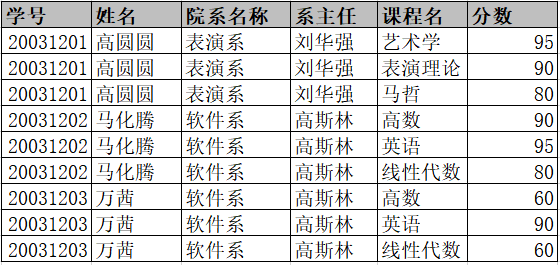 学号 姓名 院系名称 系主任 课程名 分数
20031201 高圆圆 表演系 刘华强 艺术学 95
20031201 高圆圆 表演系 刘华强 表演理论 90
20031201 高圆圆 表演系 刘华强 马哲 80
20031202 马化腾 软件系 高斯林 高数 90
20031202 马化腾 软件系 高斯林 英语 95
20031202 马化腾 软件系 高斯林 线性代数 80
20031203 万茜 软件系 高斯林 高数 60
20031203 万茜 软件系 高斯林 英语 90
20031203 万茜 软件系 高斯林 线性代数 60